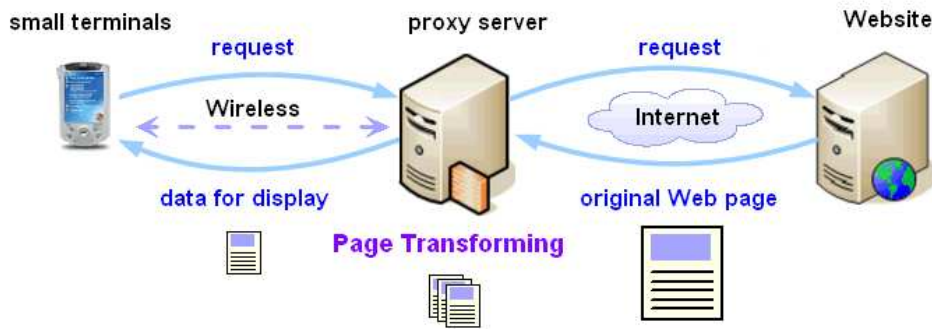 small terminals
proxy server
Website
request
request
Wireless
Internet
data for display
original Web page
Page Transforming